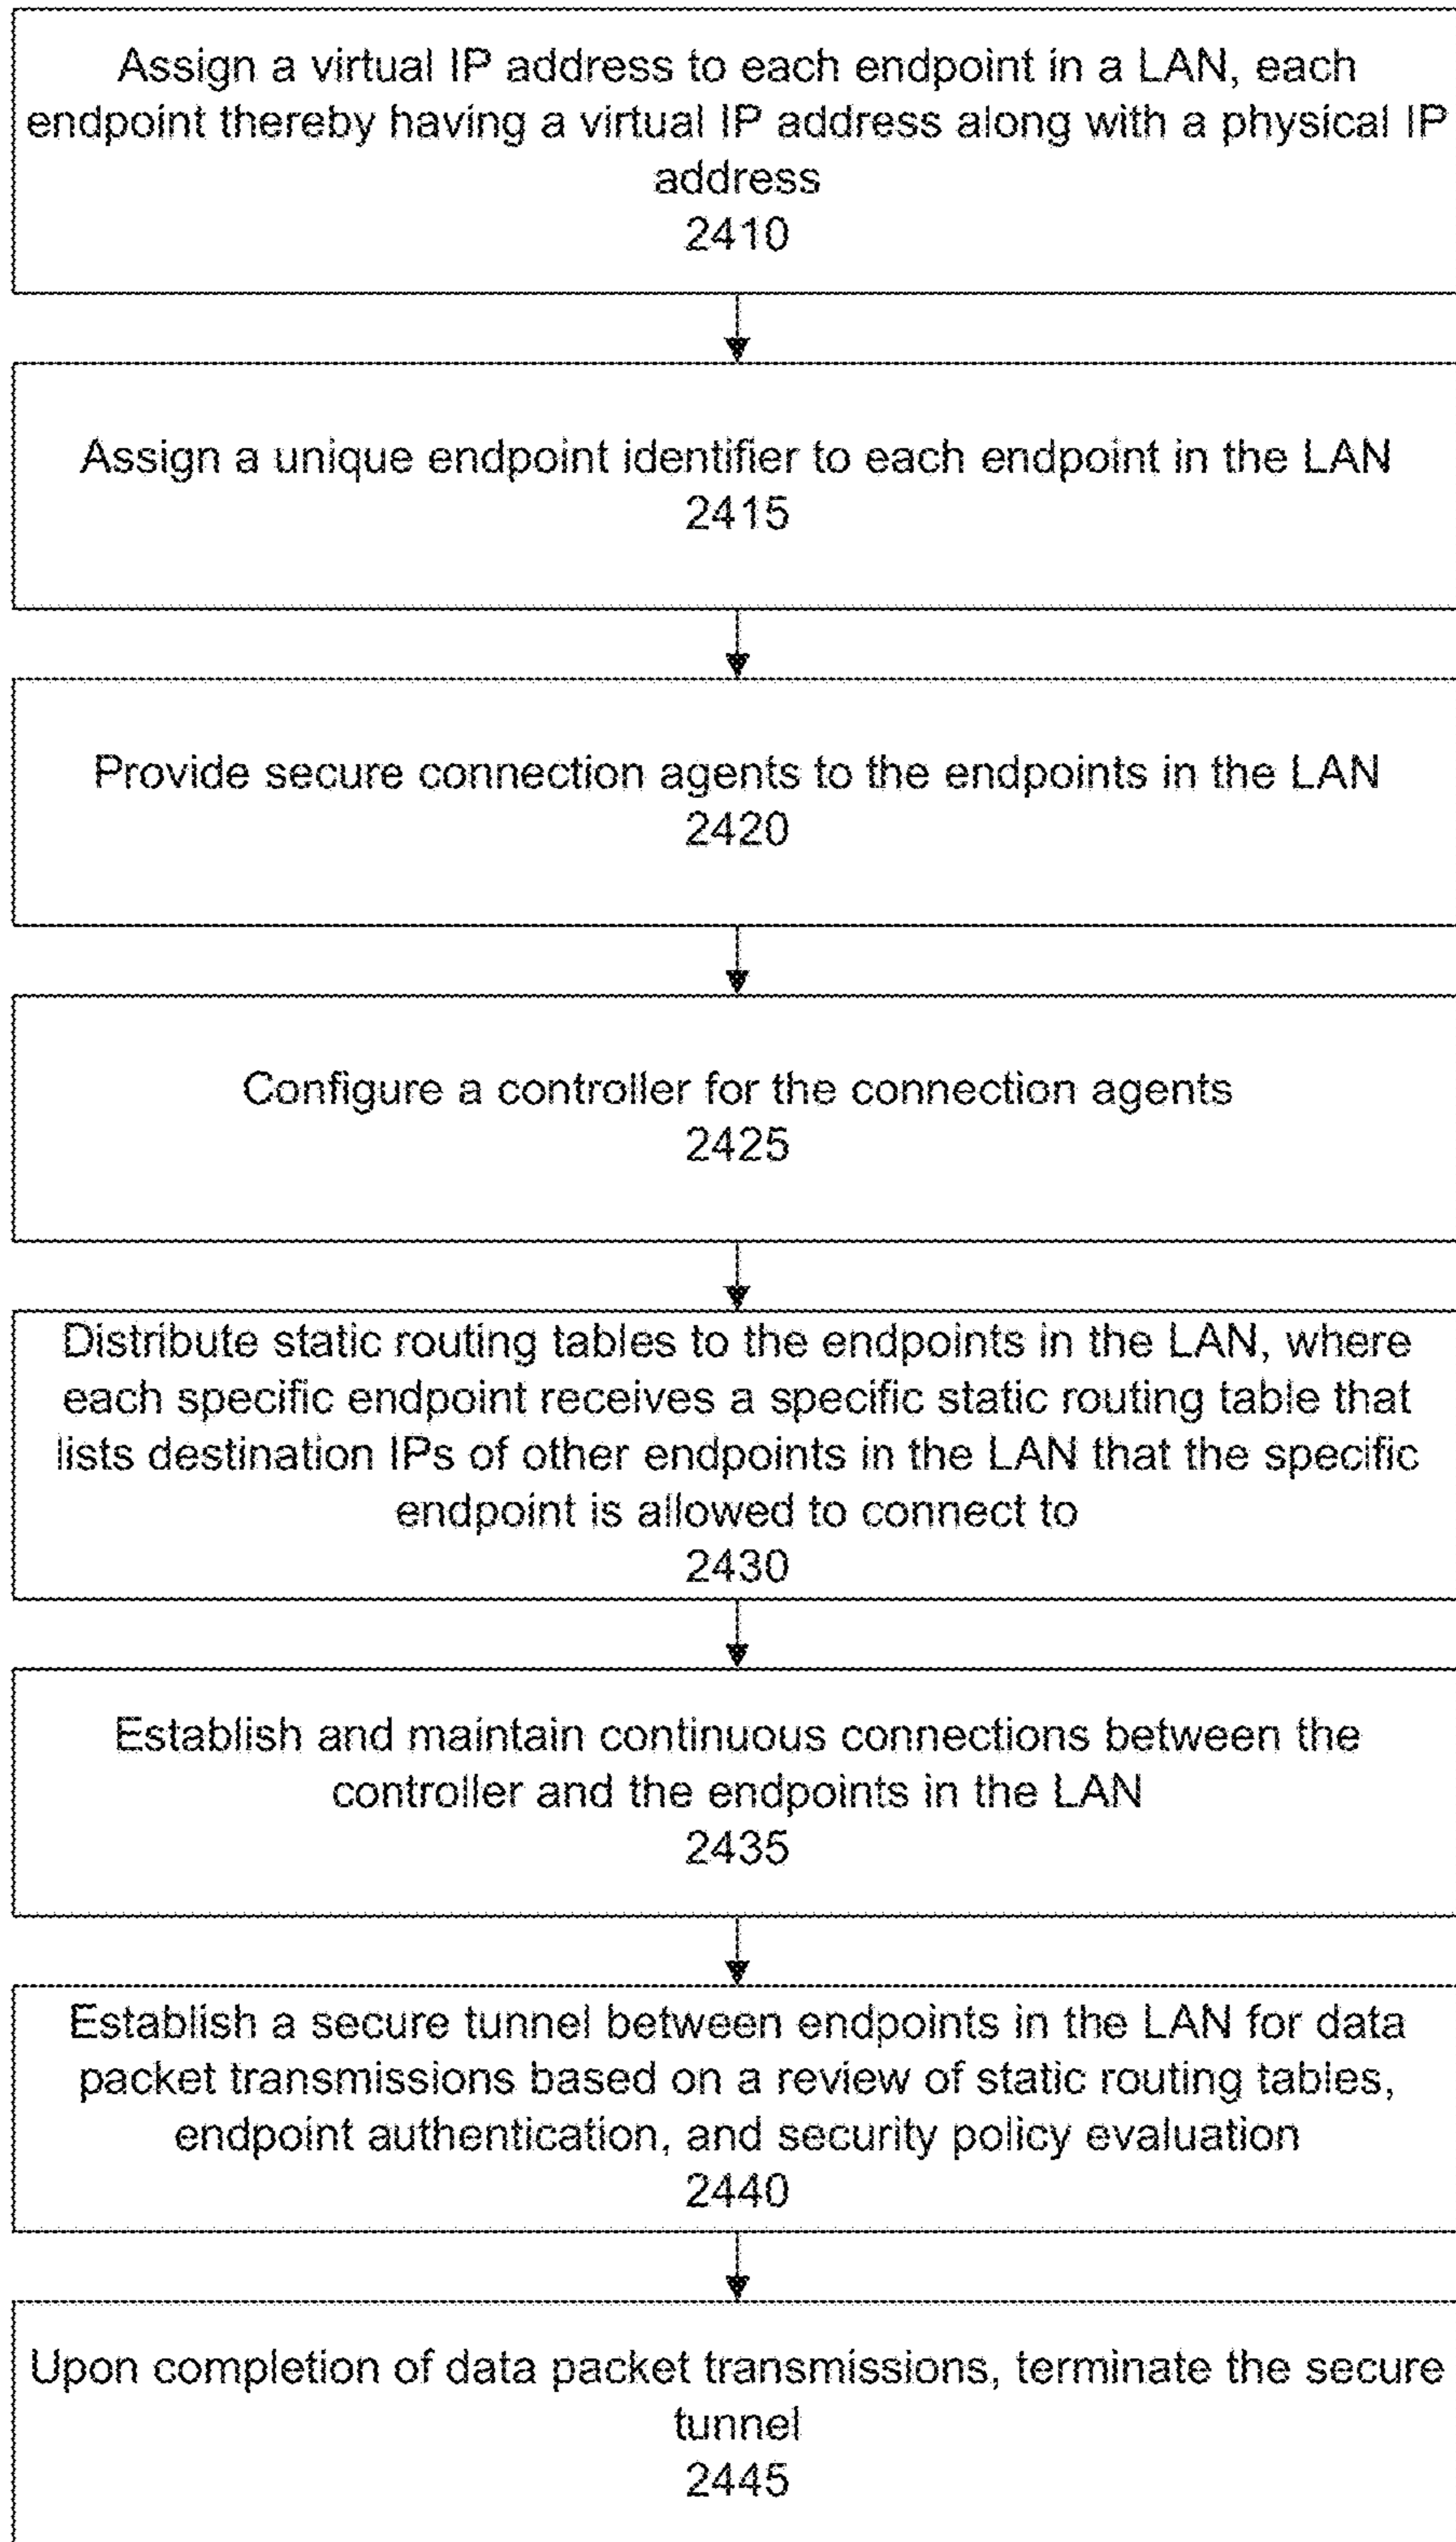 Assign a virtual IP address to each endpoint in a LAN, each
endpoint thereby having a virtual IP address along with a physical IP
address
2410
Assign a unique endpoint identifier to each endpoint in the LAN
2415
Provide secure connection agents to the endpoints in the LAN
2420
Configure a controller for the connection agents
2425
Distribute static routing tables to the endpoints in the LAN, where
each specific endpoint receives a specific static routing table that
lists destination IPs of other endpoints in the LAN that the specific
endpoint is allowed to connect to
2430
Establish and maintain continuous connections between the
controller and the endpoints in the LAN
2435
Establish a secure tunnel between endpoints in the LAN for data
packet transmissions based on a review of static routing tables,
endpoint authentication, and security policy evaluation
2440
Upon completion of data packet transmissions, terminate the secure
tunnel
2445